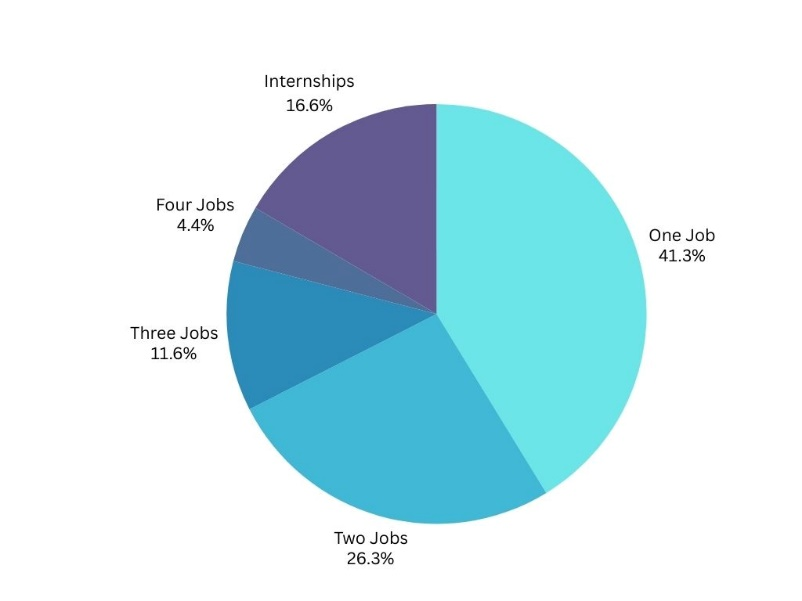 Internships
16.6%
Four Jobs
4.4%
One Job
41.3%
Three Jobs
11.6%
Two Jobs
26.3%